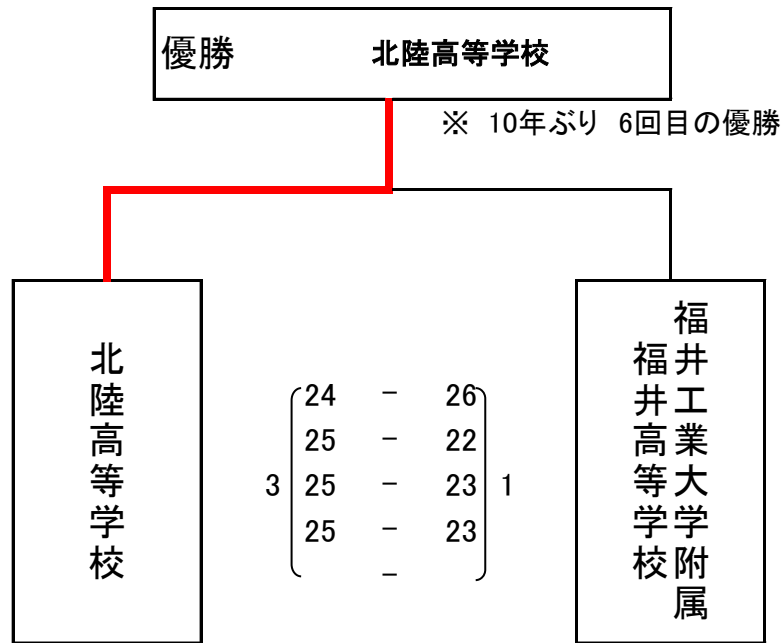 優勝 北陸高等学校
※ 10年ぶり 6回目の優勝
北陸高等学校
24 － 26
25 － 22
3 25 － 23 1
25 － 23
－
福井工業大学附属
福井高等学校